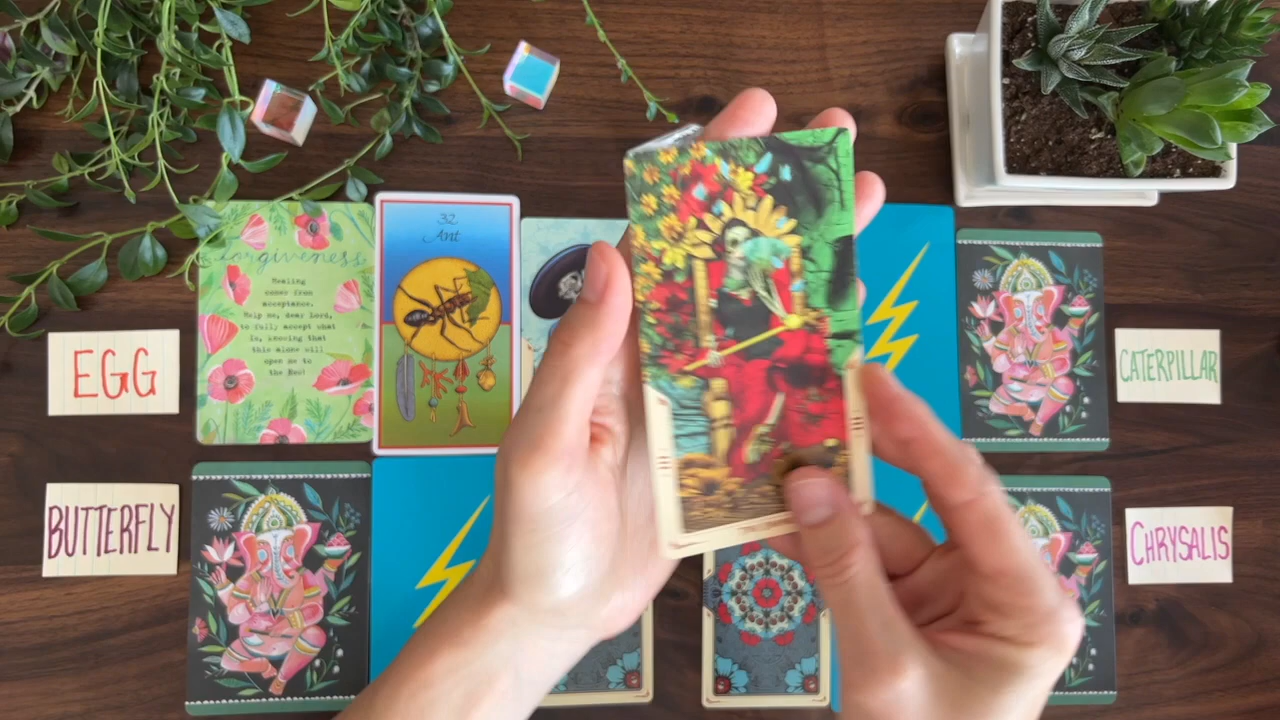 forgiveness
Healing
comes from
acceptance.
Help me, dear Lord,
to fully accept what
is, knowing that
this alone will
open me to
the Red!
32
Ant
EGG
CATERPILLAR
BUTTERFLY
CHRYSALIS